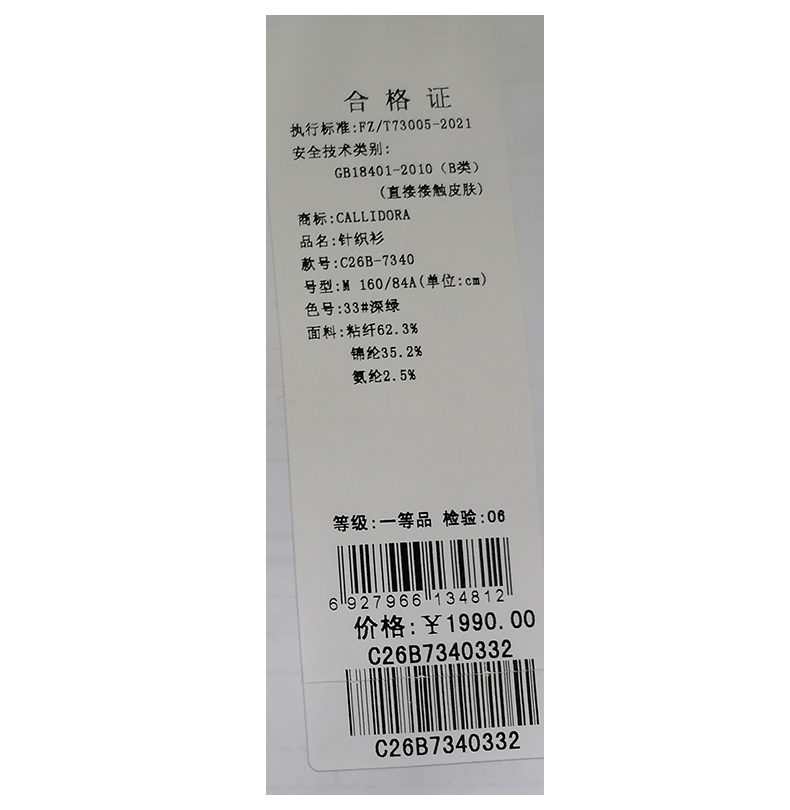 合格证
执行标准:FZ/T73005-2021
安全技术类别:
GB18401-2010（B类）
(直接接触皮肤)
商标:CALLIDORA
品名:针织衫
款号:C26B-7340
号型:M 160/84A(单位:cm)
色号:33#深绿
面料:粘纤62.3%
锦纶35.2%
氨纶2.5%
等级:一等品 检验:06
6 927966 134812
价格:￥1990.00
C26B7340332
C26B7340332